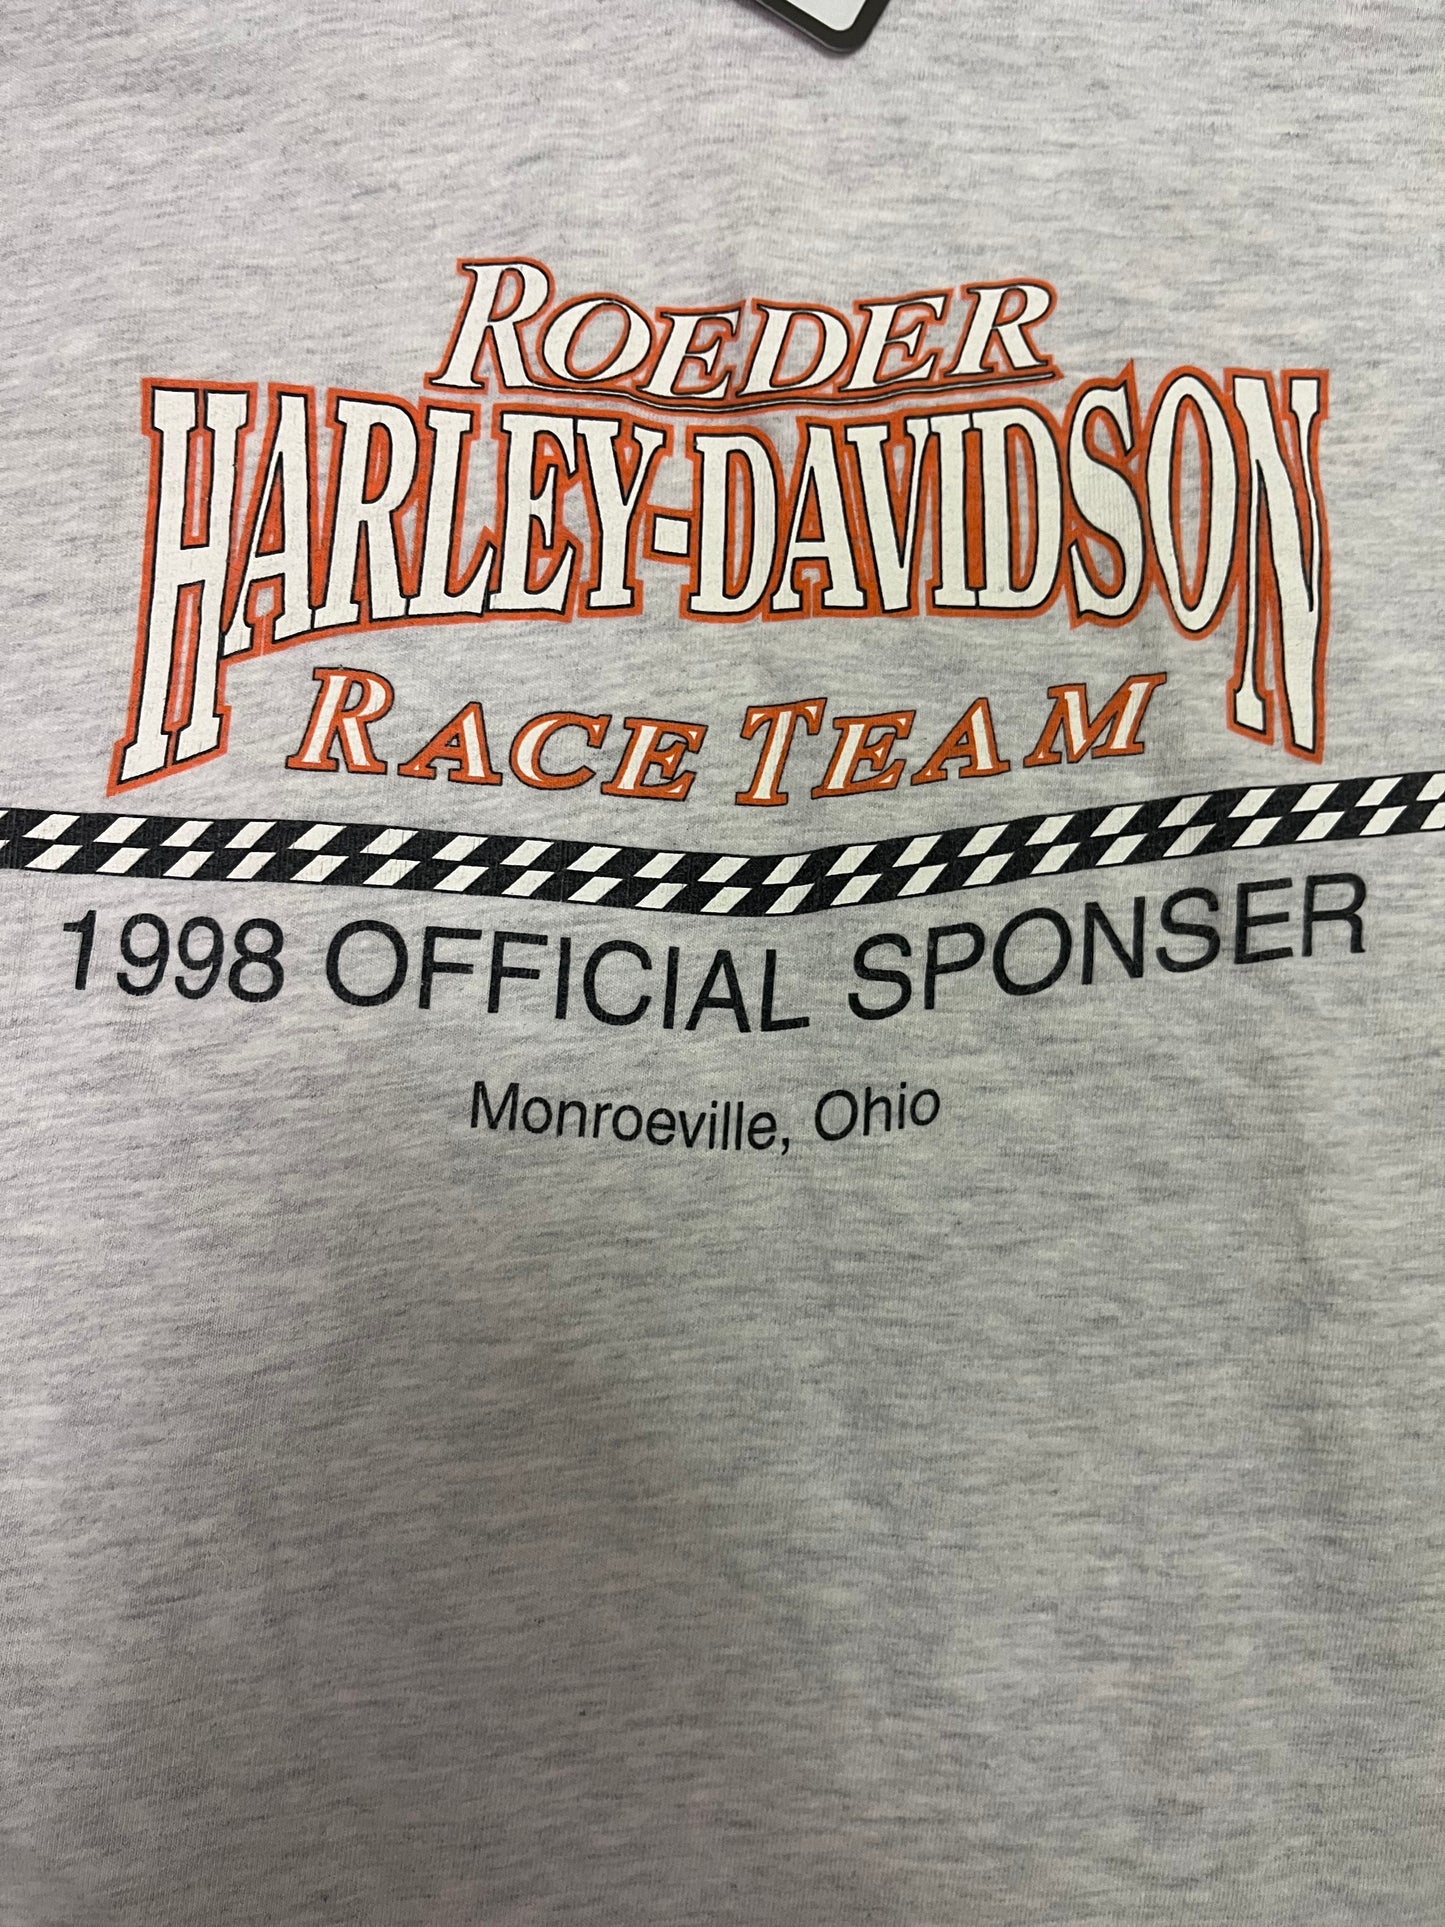 ROEDER
HARLEY-DAVIDSON
RACE TEAM
1998 OFFICIAL SPONSER
Monroeville, Ohio